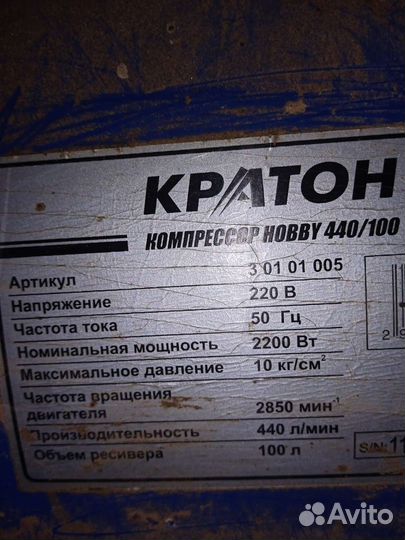 КРАТОН
КОМПРЕССОР HOBBY 440/100
Артикул 3 01 01 005
Напряжение 220 В
Частота тока 50 Гц
Номинальная мощность 2200 Вт
Максимальное давление 10 кг/см²
Частота вращения
двигателя 2850 мин⁻¹
Производительность 440 л/мин
Объем ресивера 100 л
S/N: 11
Avito